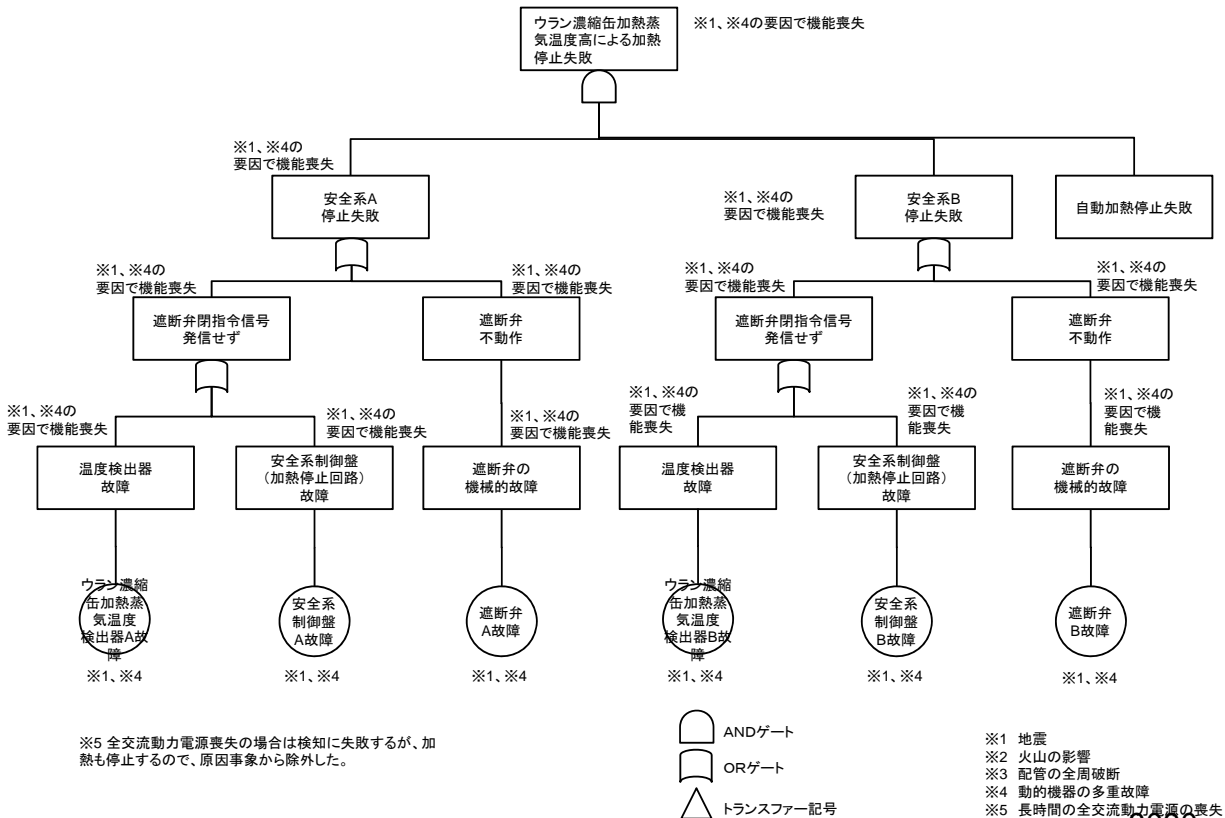 ウラン濃縮缶加熱蒸
気温度高による加熱
停止失敗
※1、※4の要因で機能喪失
※1、※4の
要因で機能喪失
安全系A
停止失敗
※1、※4の
要因で機能喪失
安全系B
停止失敗
自動加熱停止失敗
※1、※4の
要因で機能喪失
遮断弁閉指令信号
発信せず
※1、※4の
要因で機能喪失
遮断弁
不動作
※1、※4の
要因で機能喪失
遮断弁閉指令信号
発信せず
※1、※4の
要因で機能喪失
遮断弁
不動作
※1、※4の
要因で機能喪失
温度検出器
故障
※1、※4の
要因で機能喪失
安全系制御盤
（加熱停止回路）
故障
※1、※4の
要因で機能喪失
遮断弁の
機械的故障
※1、※4の
要因で機
能喪失
温度検出器
故障
※1、※4の
要因で機
能喪失
安全系制御盤
（加熱停止回路）
故障
※1、※4の
要因で機
能喪失
遮断弁の
機械的故障
ウラン濃縮
缶加熱蒸
気温度
検出器A故
障
※1、※4
安全系
制御盤
A故障
※1、※4
遮断弁
A故障
※1、※4
ウラン濃縮
缶加熱蒸
気温度
検出器B故
障
※1、※4
安全系
制御盤
B故障
※1、※4
遮断弁
B故障
※1、※4
※5 全交流動力電源喪失の場合は検知に失敗するが、加
熱も停止するので、原因事象から除外した。
ANDゲート
ORゲート
トランスファー記号
※1 地震
※2 火山の影響
※3 配管の全周破断
※4 動的機器の多重故障
※5 長時間の全交流動力電源の喪失